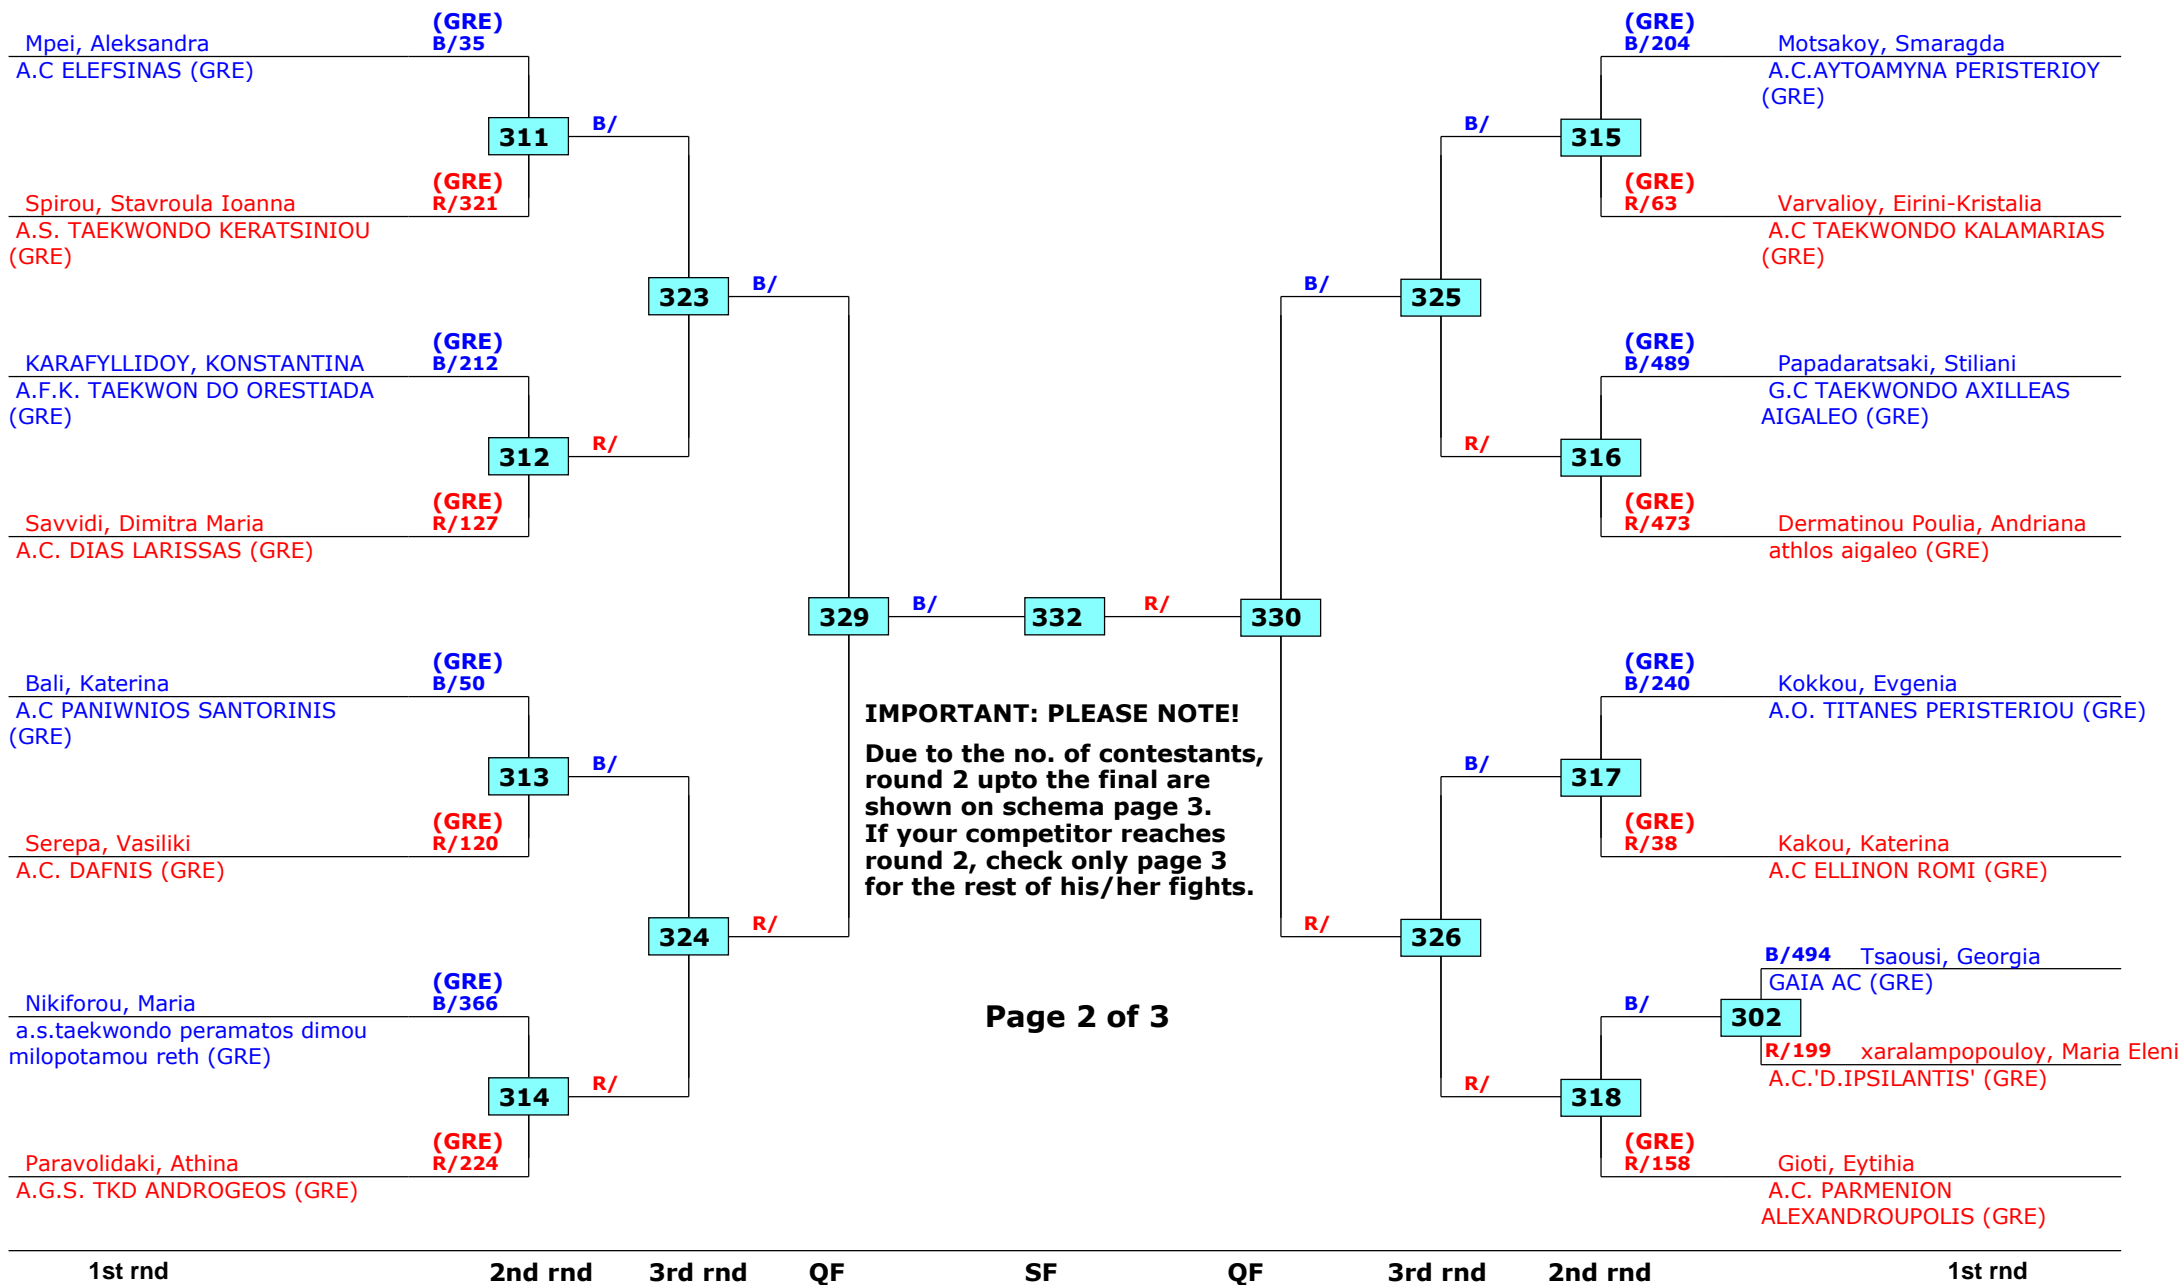 (GRE)
Mpei, Aleksandra B/35
A.C ELEFSINAS (GRE)
311 B/
(GRE)
Spirou, Stavroula Ioanna R/321
A.S. TAEKWONDO KERATSINIOU
(GRE)
323 B/
(GRE)
KARAFYLLIDOY, KONSTANTINA B/212
A.F.K. TAEKWON DO ORESTIADA
(GRE)
312 R/
(GRE)
Savvidi, Dimitra Maria R/127
A.C. DIAS LARISSAS (GRE)
329 B/ 332 R/ 330
(GRE)
Bali, Katerina B/50
A.C PANIWNIOS SANTORINIS
(GRE)
313 B/
(GRE)
Serepa, Vasiliki R/120
A.C. DAFNIS (GRE)
324 R/
(GRE)
Nikiforou, Maria B/366
a.s.taekwondo peramatos dimou
milopotamou reth (GRE)
314 R/
(GRE)
Paravolidaki, Athina R/224
A.G.S. TKD ANDROGEOS (GRE)
IMPORTANT: PLEASE NOTE!
Due to the no. of contestants,
round 2 upto the final are
shown on schema page 3.
If your competitor reaches
round 2, check only page 3
for the rest of his/her fights.
Page 2 of 3
(GRE)
B/204 Motsakoy, Smaragda
A.C.AYTOAMYNA PERISTERIOY
(GRE)
B/ 315
(GRE)
R/63 Varvalioy, Eirini-Kristalia
A.C TAEKWONDO KALAMARIAS
(GRE)
B/ 325
(GRE)
B/489 Papadaratsaki, Stiliani
G.C TAEKWONDO AXILLEAS
AIGALEO (GRE)
R/ 316
(GRE)
R/473 Dermatinou Poulia, Andriana
athlos aigaleo (GRE)
(GRE)
B/240 Kokkou, Evgenia
A.O. TITANES PERISTERIOU (GRE)
B/ 317
(GRE)
R/38 Kakou, Katerina
A.C ELLINON ROMI (GRE)
R/ 326
B/494 Tsaousi, Georgia
GAIA AC (GRE)
B/ 302
R/199 xaralampopouloy, Maria Eleni
A.C.'D.IPSILANTIS' (GRE)
R/ 318
(GRE)
R/158 Gioti, Eytihia
A.C. PARMENION
ALEXANDROUPOLIS (GRE)
1st rnd 2nd rnd 3rd rnd QF SF QF 3rd rnd 2nd rnd 1st rnd